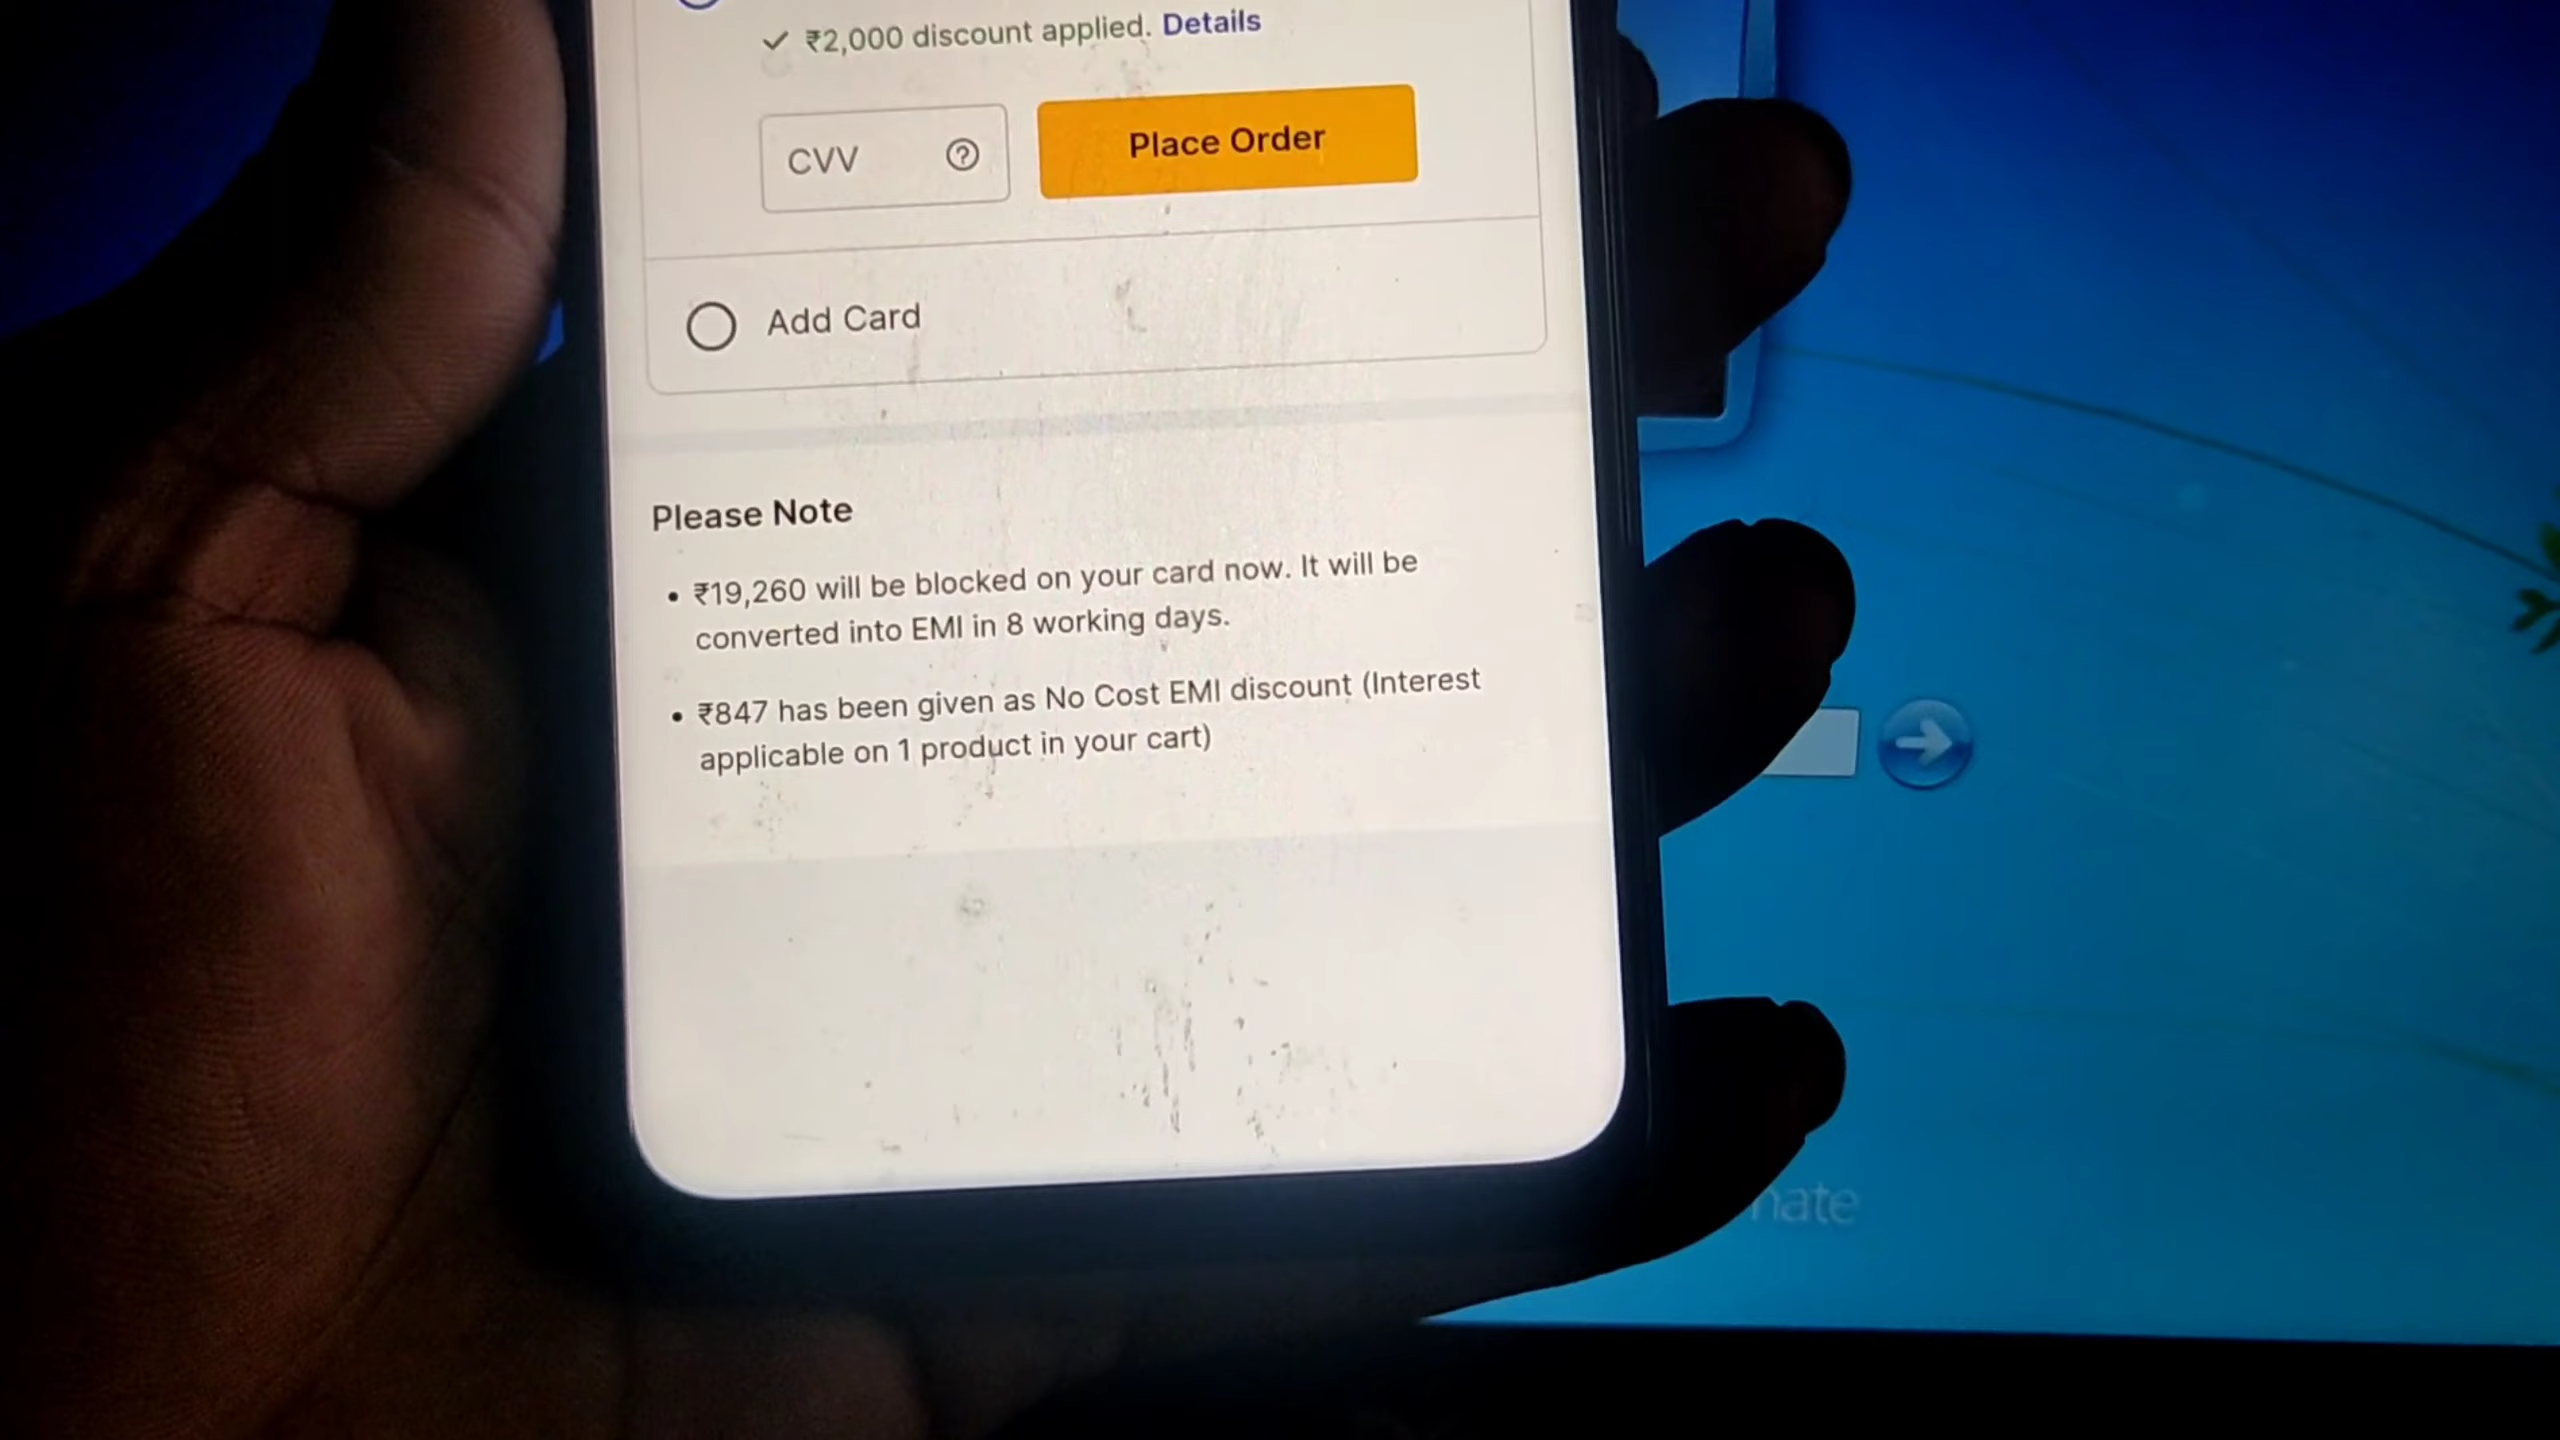 ₹2,000 discount applied. Details
CVV
Place Order
Add Card
Please Note
• ₹19,260 will be blocked on your card now. It will be
converted into EMI in 8 working days.
• ₹847 has been given as No Cost EMI discount (Interest
applicable on 1 product in your cart)